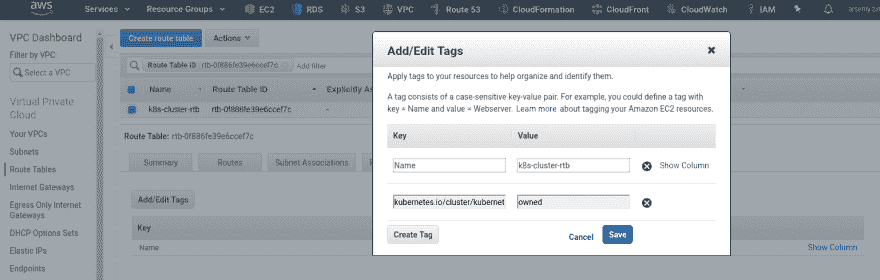 aws Services Resource Groups EC2 RDS S3 VPC Route 53 CloudFormation CloudFront CloudWatch IAM
VPC Dashboard
Filter by VPC:
Select a VPC
Virtual Private
Cloud
Your VPCs
Subnets
Route Tables
Internet Gateways
Egress Only Internet
Gateways
DHCP Options Sets
Elastic IPs
Endpoints
Create route table Actions
Route Table ID : rtb-0f886fe39e6ccef7c Add filter
Name Route Table ID Explicitly As
k8s-cluster-rtb rtb-0f886fe39e6ccef7c -
Route Table: rtb-0f886fe39e6ccef7c
Summary Routes Subnet Associations
Add/Edit Tags
Key
Name Show Column
Add/Edit Tags
Apply tags to your resources to help organize and identify them.
A tag consists of a case-sensitive key-value pair. For example, you could define a tag with
key = Name and value = Webserver. Learn more about tagging your Amazon EC2 resources.
Key Value
Name k8s-cluster-rtb Show Column
kubernetes.io/cluster/kubernet owned
Create Tag Cancel Save